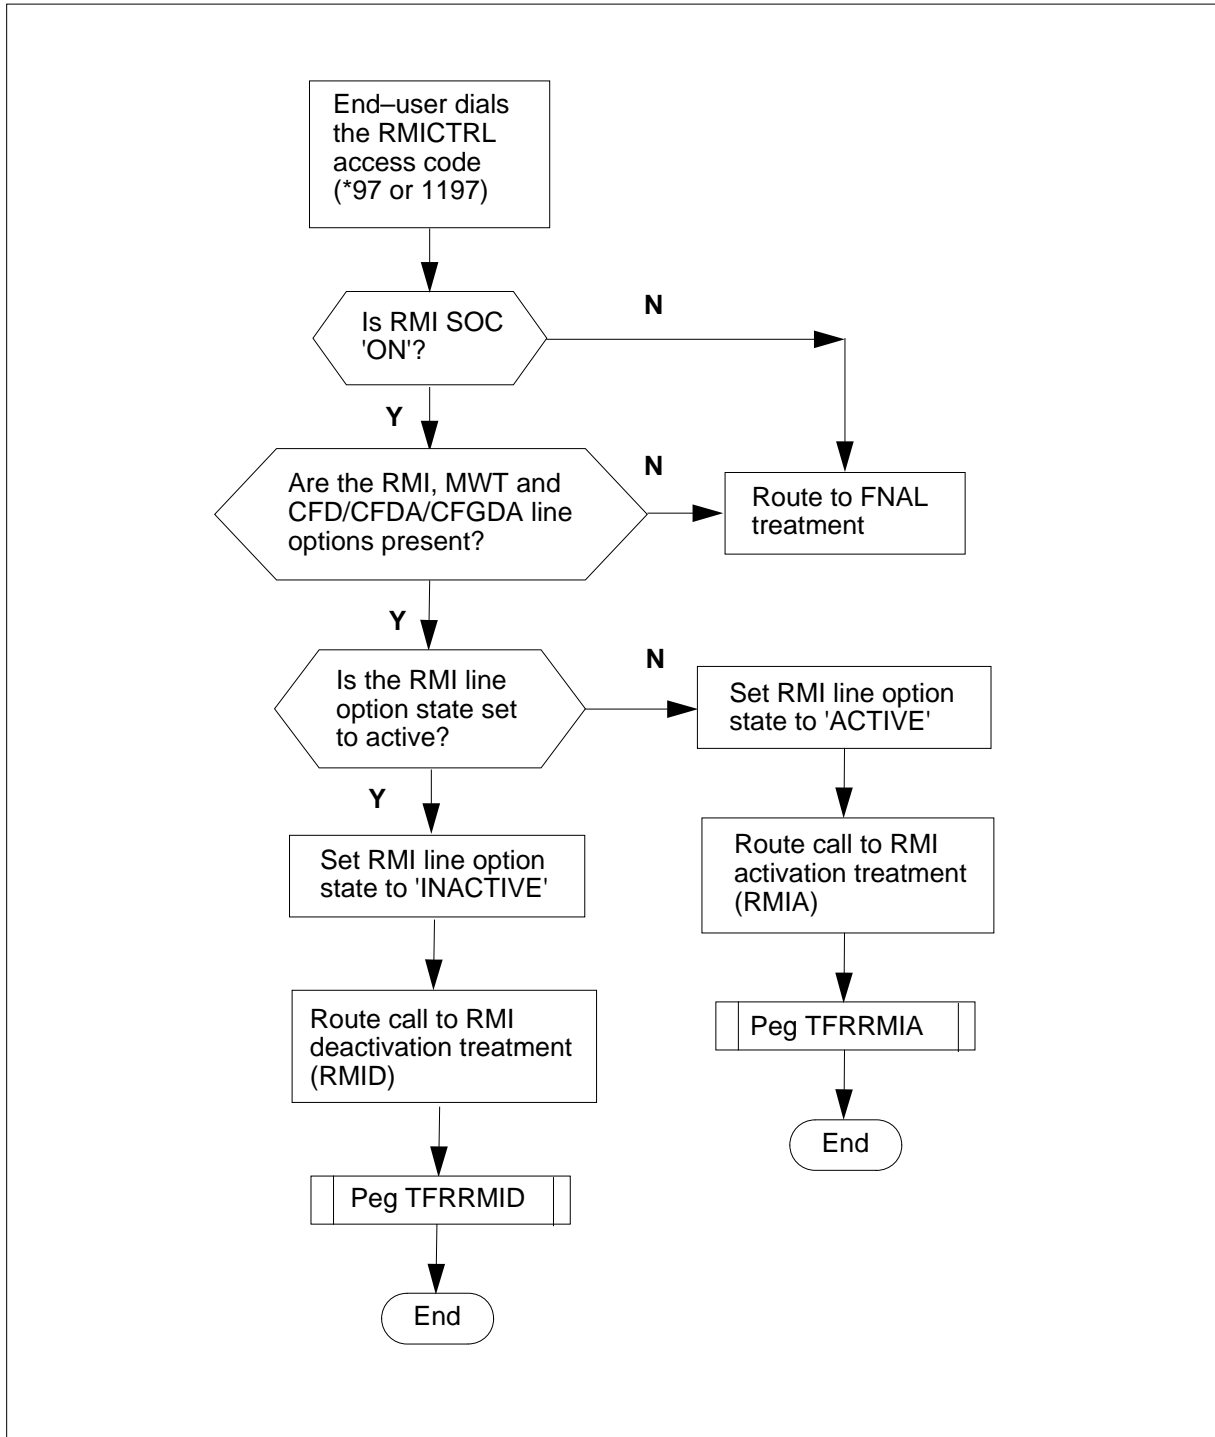 End–user dials
the RMICTRL
access code
(*97 or 1197)
Is RMI SOC
'ON'?
N
Y
Are the RMI, MWT and
CFD/CFDA/CFGDA line
options present?
N
Route to FNAL
treatment
Y
Is the RMI line
option state set
to active?
N
Set RMI line option
state to 'ACTIVE'
Y
Set RMI line option
state to 'INACTIVE'
Route call to RMI
activation treatment
(RMIA)
Route call to RMI
deactivation treatment
(RMID)
Peg TFRRMIA
End
Peg TFRRMID
End